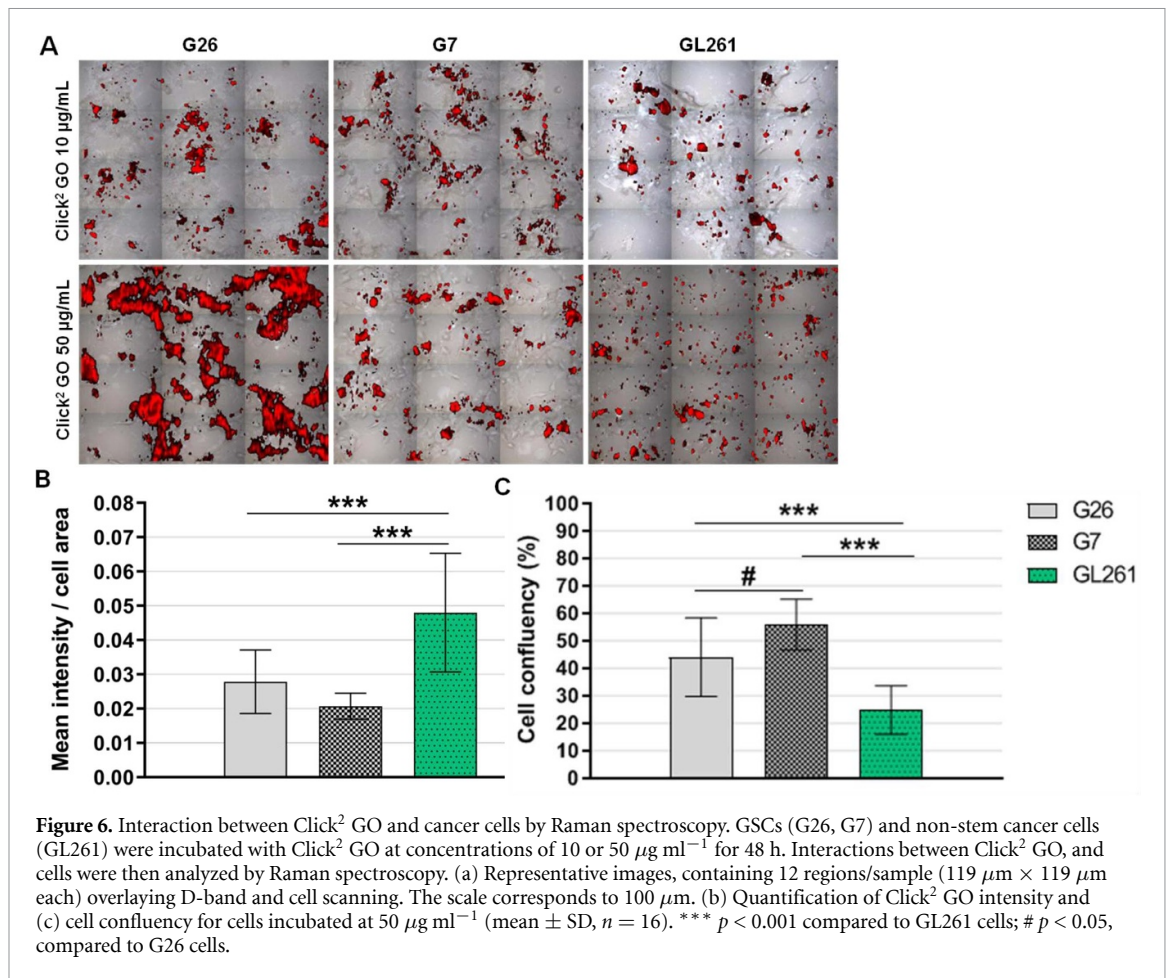 A
G26
G7
GL261
Click² GO 10 µg/mL
Click² GO 50 µg/mL
B
0.08
0.07
0.06
0.05
0.04
0.03
0.02
0.01
0.00
Mean intensity / cell area
***
***
C
100
90
80
70
60
50
40
30
20
10
0
Cell confluency (%)
***
***
#
G26
G7
GL261
Figure 6. Interaction between Click² GO and cancer cells by Raman spectroscopy. GSCs (G26, G7) and non-stem cancer cells
(GL261) were incubated with Click² GO at concentrations of 10 or 50 µg ml⁻¹ for 48 h. Interactions between Click² GO, and
cells were then analyzed by Raman spectroscopy. (a) Representative images, containing 12 regions/sample (119 µm × 119 µm
each) overlaying D-band and cell scanning. The scale corresponds to 100 µm. (b) Quantification of Click² GO intensity and
(c) cell confluency for cells incubated at 50 µg ml⁻¹ (mean ± SD, n = 16). *** p < 0.001 compared to GL261 cells; # p < 0.05,
compared to G26 cells.